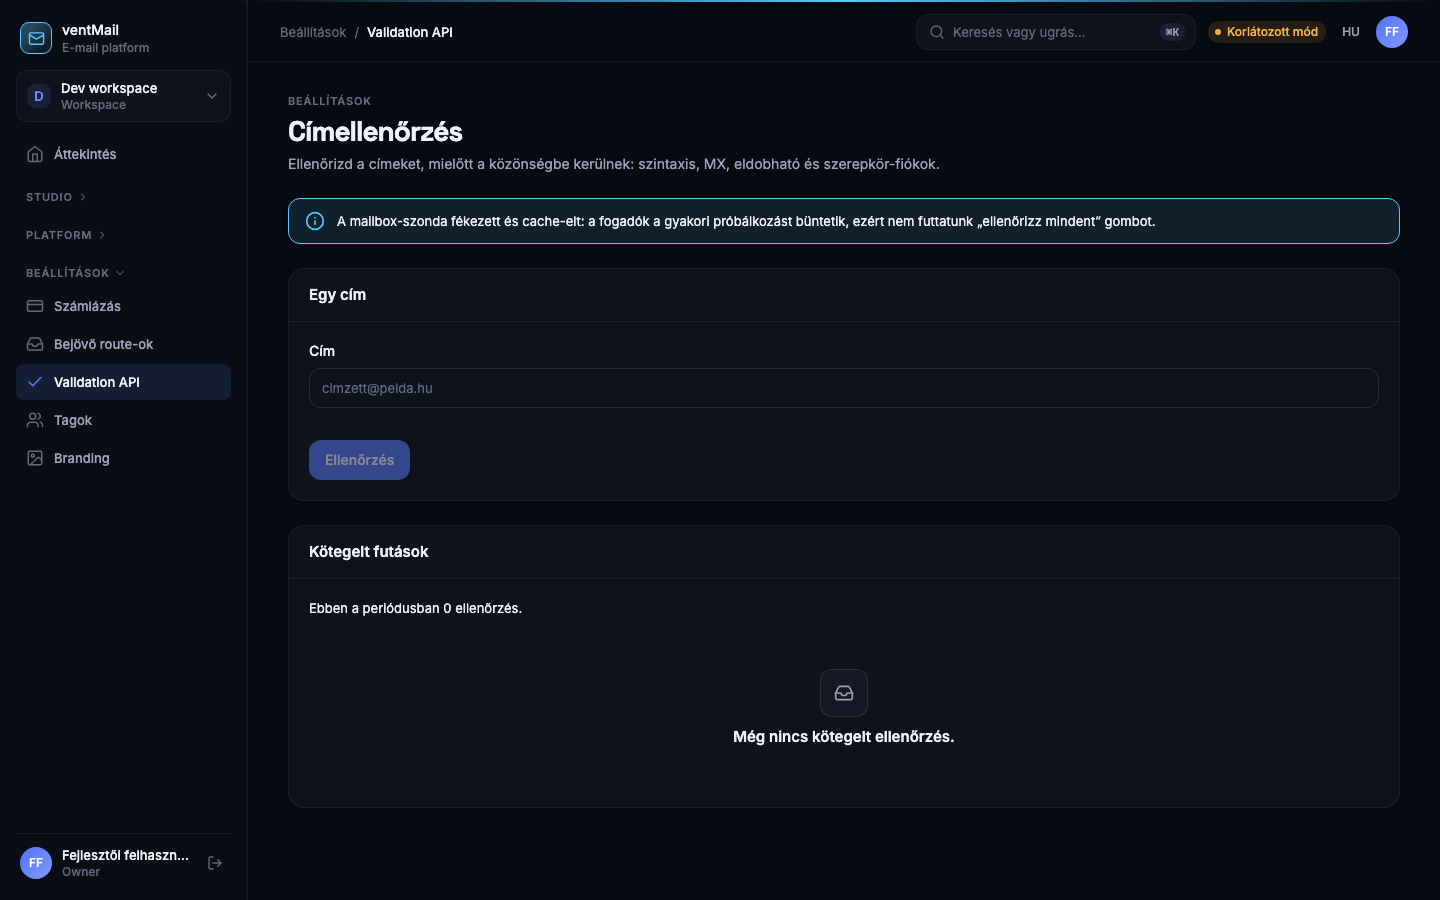 ventMail
E-mail platform
D
Dev workspace
Workspace
Áttekintés
STUDIO
PLATFORM
BEÁLLÍTÁSOK
Számlázás
Bejövő route-ok
Validation API
Tagok
Branding
FF
Fejlesztői felhaszn...
Owner
Beállítások / Validation API
Keresés vagy ugrás...
⌘K
Korlátozott mód
HU
FF
BEÁLLÍTÁSOK
Címellenőrzés
Ellenőrizd a címeket, mielőtt a közönségbe kerülnek: szintaxis, MX, eldobható és szerepkör-fiókok.
A mailbox-szonda fékezett és cache-elt: a fogadók a gyakori próbálkozást büntetik, ezért nem futtatunk „ellenőrizz mindent” gombot.
Egy cím
Cím
cimzett@pelda.hu
Ellenőrzés
Kötegelt futások
Ebben a periódusban 0 ellenőrzés.
Még nincs kötegelt ellenőrzés.